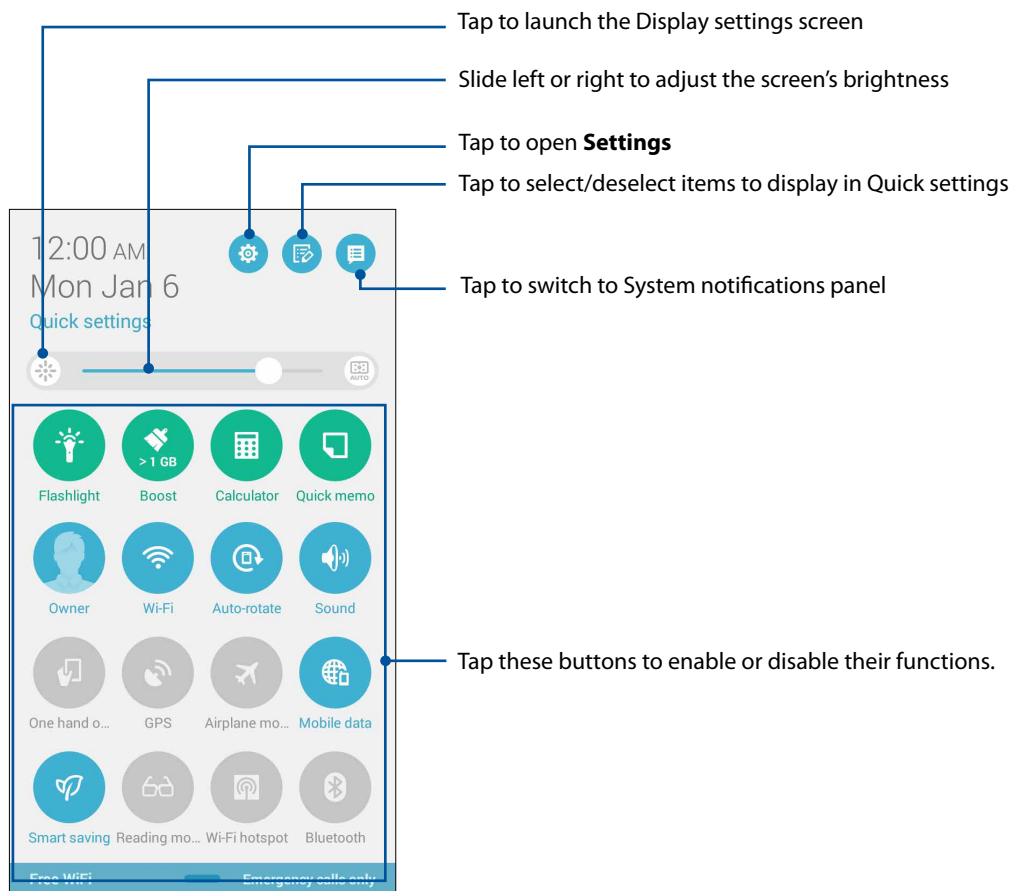 Tap to launch the Display settings screen
Slide left or right to adjust the screen's brightness
Tap to open Settings
Tap to select/deselect items to display in Quick settings
12:00 AM
Mon Jan 6
Quick settings
Tap to switch to System notifications panel
AUTO
> 1 GB
Flashlight Boost Calculator Quick memo
Owner Wi-Fi Auto-rotate Sound
Tap these buttons to enable or disable their functions.
One hand o... GPS Airplane mo... Mobile data
Smart saving Reading mo... Wi-Fi hotspot Bluetooth
Free WiFi Emergency calls only